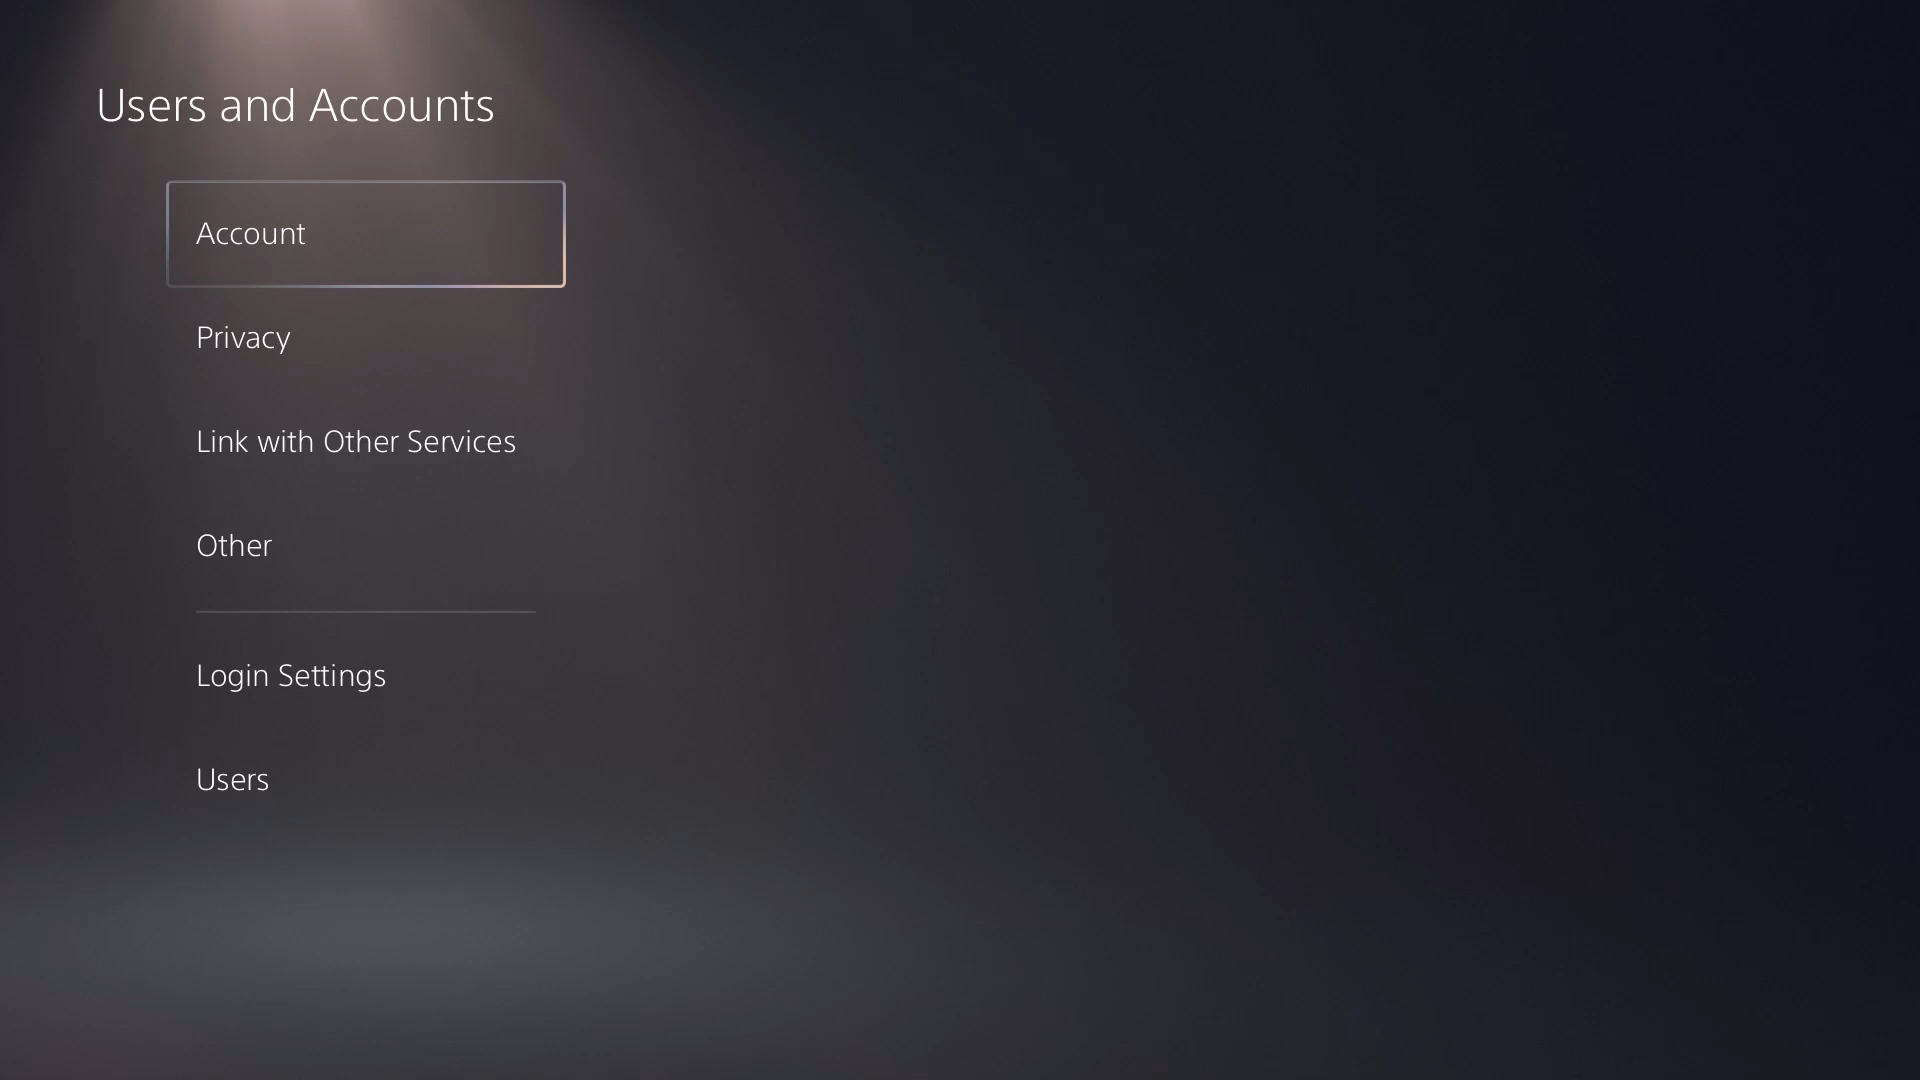 Users and Accounts
Account
Privacy
Link with Other Services
Other
Login Settings
Users